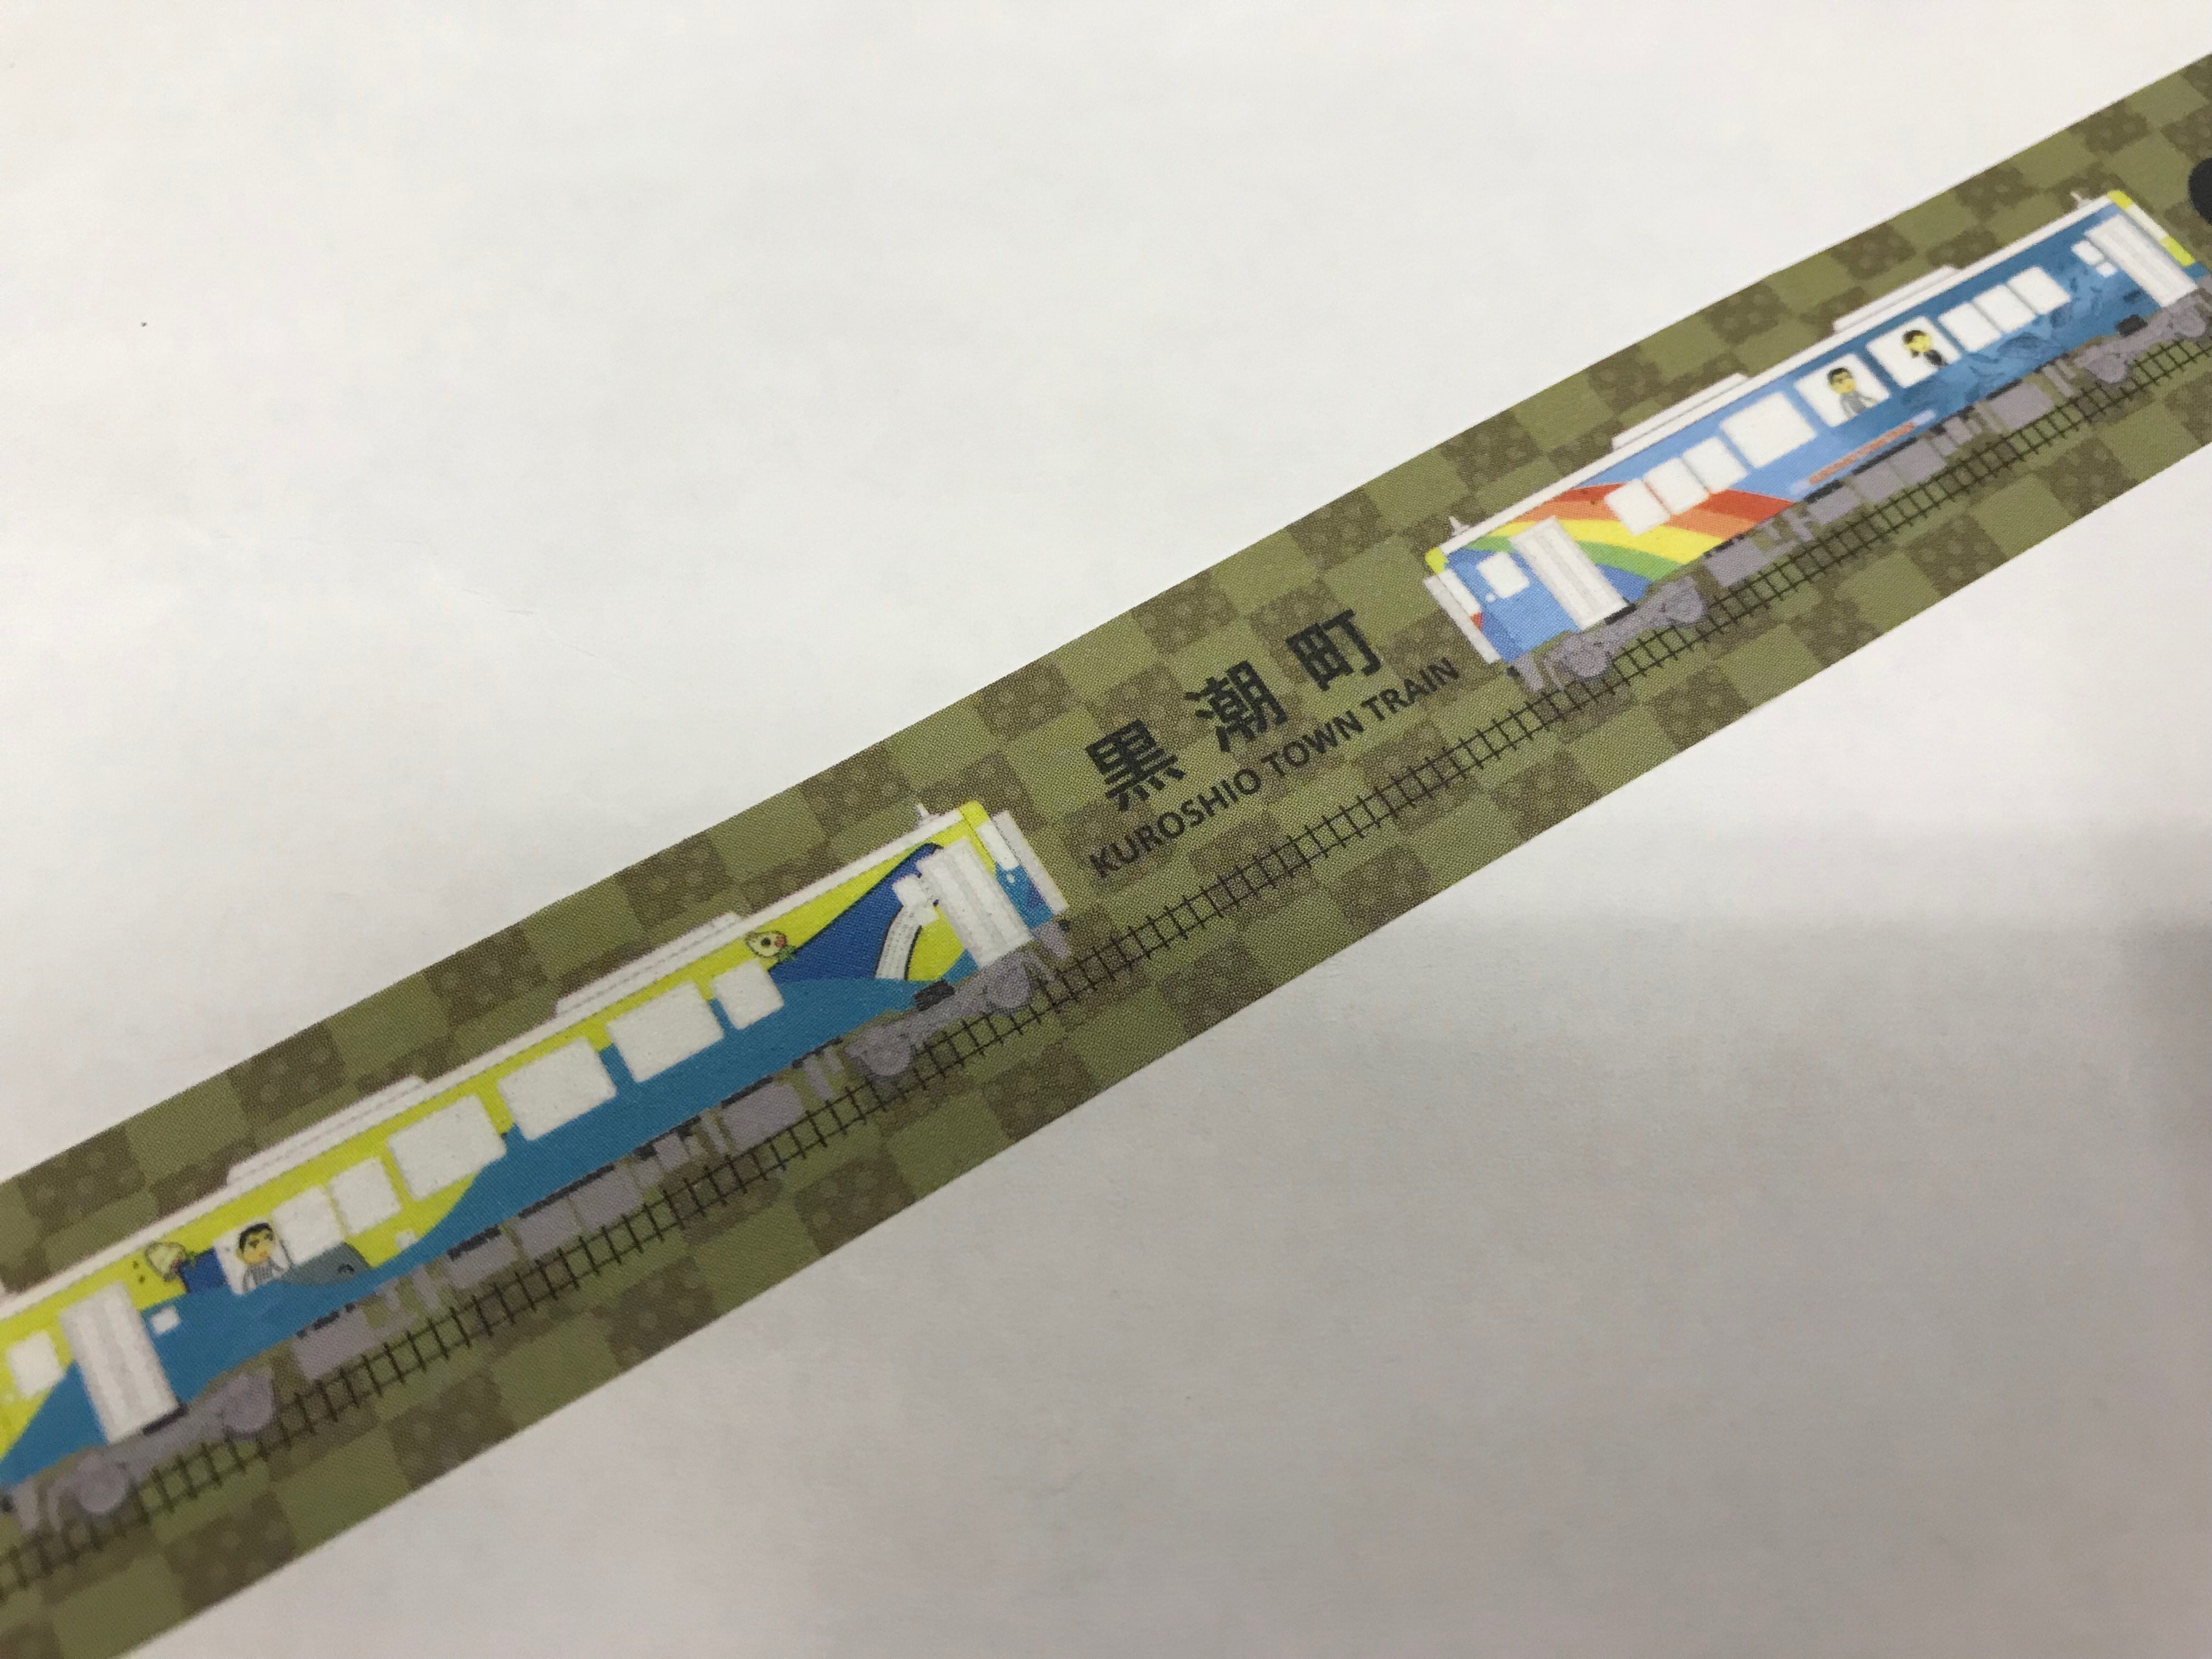 黒潮町
KUROSHIO TOWN TRAIN